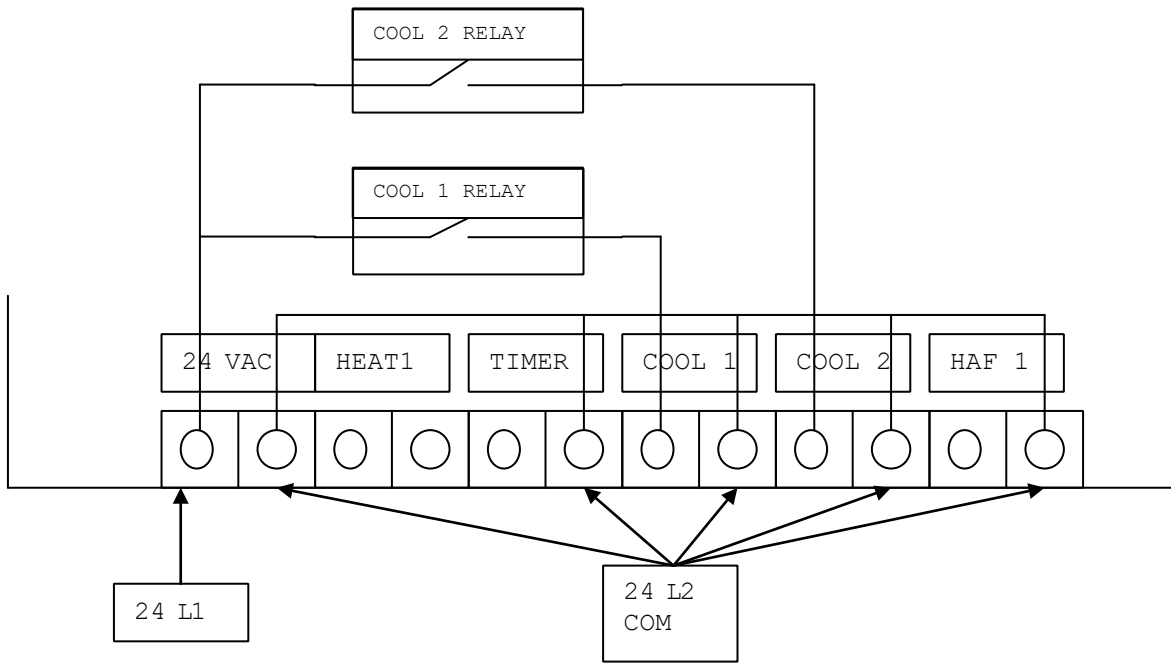 COOL 2 RELAY
COOL 1 RELAY
24 VAC
HEAT1
TIMER
COOL 1
COOL 2
HAF 1
24 L1
24 L2
COM